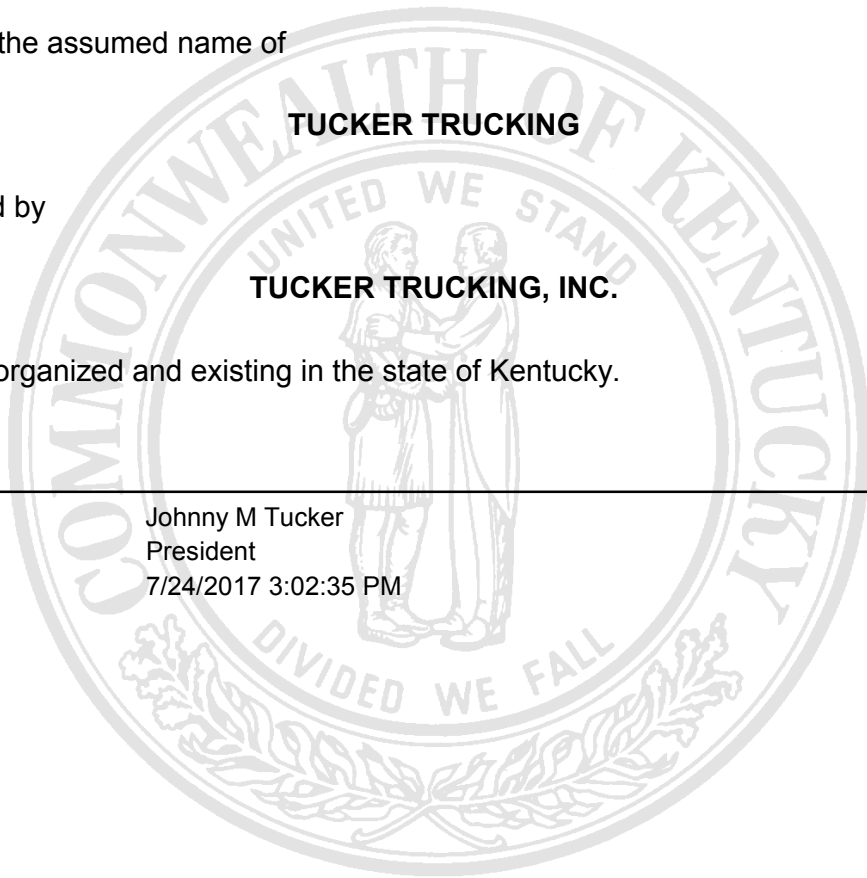 the assumed name of
TUCKER TRUCKING
d by
TUCKER TRUCKING, INC.
organized and existing in the state of Kentucky.
Johnny M Tucker
President
7/24/2017 3:02:35 PM
COMMONWEALTH OF KENTUCKY
UNITED WE STAND
DIVIDED WE FALL